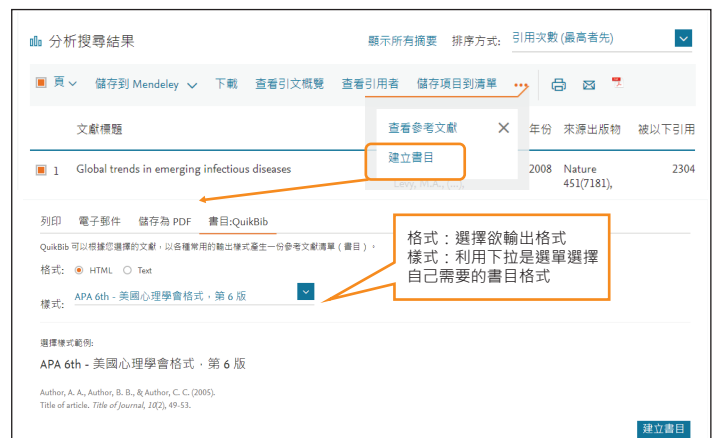 分析搜尋結果 顯示所有摘要 排序方式: 引用次數 (最高者先)
頁 儲存到 Mendeley 下載 查看引文概覽 查看引用者 儲存項目到清單 •••
文獻標題 年份 來源出版物 被以下引用
查看參考文獻 ×
建立書目
1 Global trends in emerging infectious diseases 2008 Nature 2304
Levy, M.A., (...), 451(7181),
列印 電子郵件 儲存為 PDF 書目:QuikBib
QuikBib 可以根據您選擇的文獻，以各種常用的輸出樣式產生一份參考文獻清單（書目）。
格式: HTML Text
樣式: APA 6th - 美國心理學會格式，第 6 版
格式：選擇欲輸出格式
樣式：利用下拉是選單選擇
自己需要的書目格式
選擇樣式範例:
APA 6th - 美國心理學會格式，第 6 版
Author, A. A., Author, B. B., & Author, C. C. (2005).
Title of article. Title of Journal, 10(2), 49-53.
建立書目